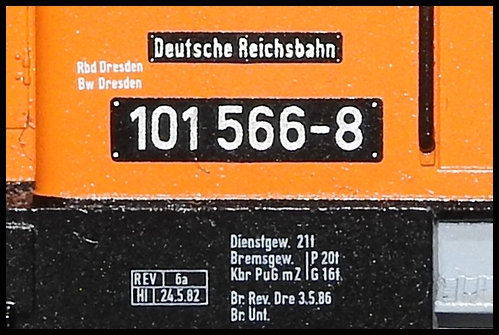 Deutsche Reichsbahn
Rbd Dresden
Bw Dresden
101 566-8
Dienstgew. 21t
Bremsgew. P 20t
Kbr PuG mZ G 16t
REV 6a
HI 24.5.82
Br. Rev. Dre 3.5.86
Br. Unt.